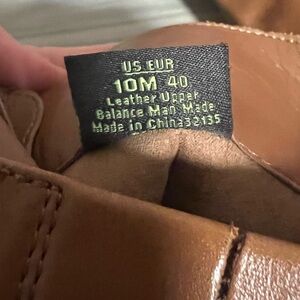 US EUR
10M 40
Leather Upper
Balance Man Made
Made in China32135